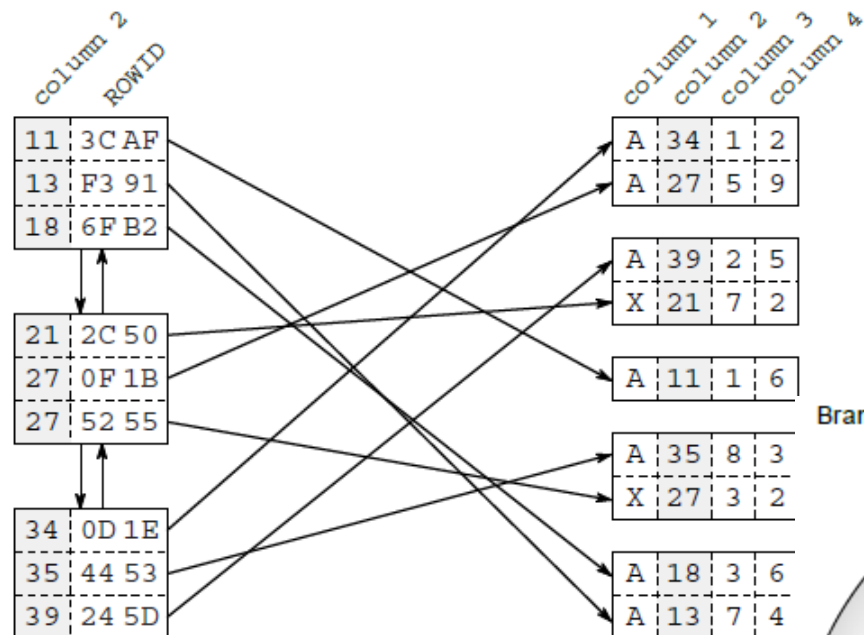 column 2
ROWID
11 3C AF
13 F3 91
18 6F B2
21 2C 50
27 0F 1B
27 52 55
34 0D 1E
35 44 53
39 24 5D
column 1
column 2
column 3
column 4
A 34 1 2
A 27 5 9
A 39 2 5
X 21 7 2
A 11 1 6
A 35 8 3
X 27 3 2
A 18 3 6
A 13 7 4